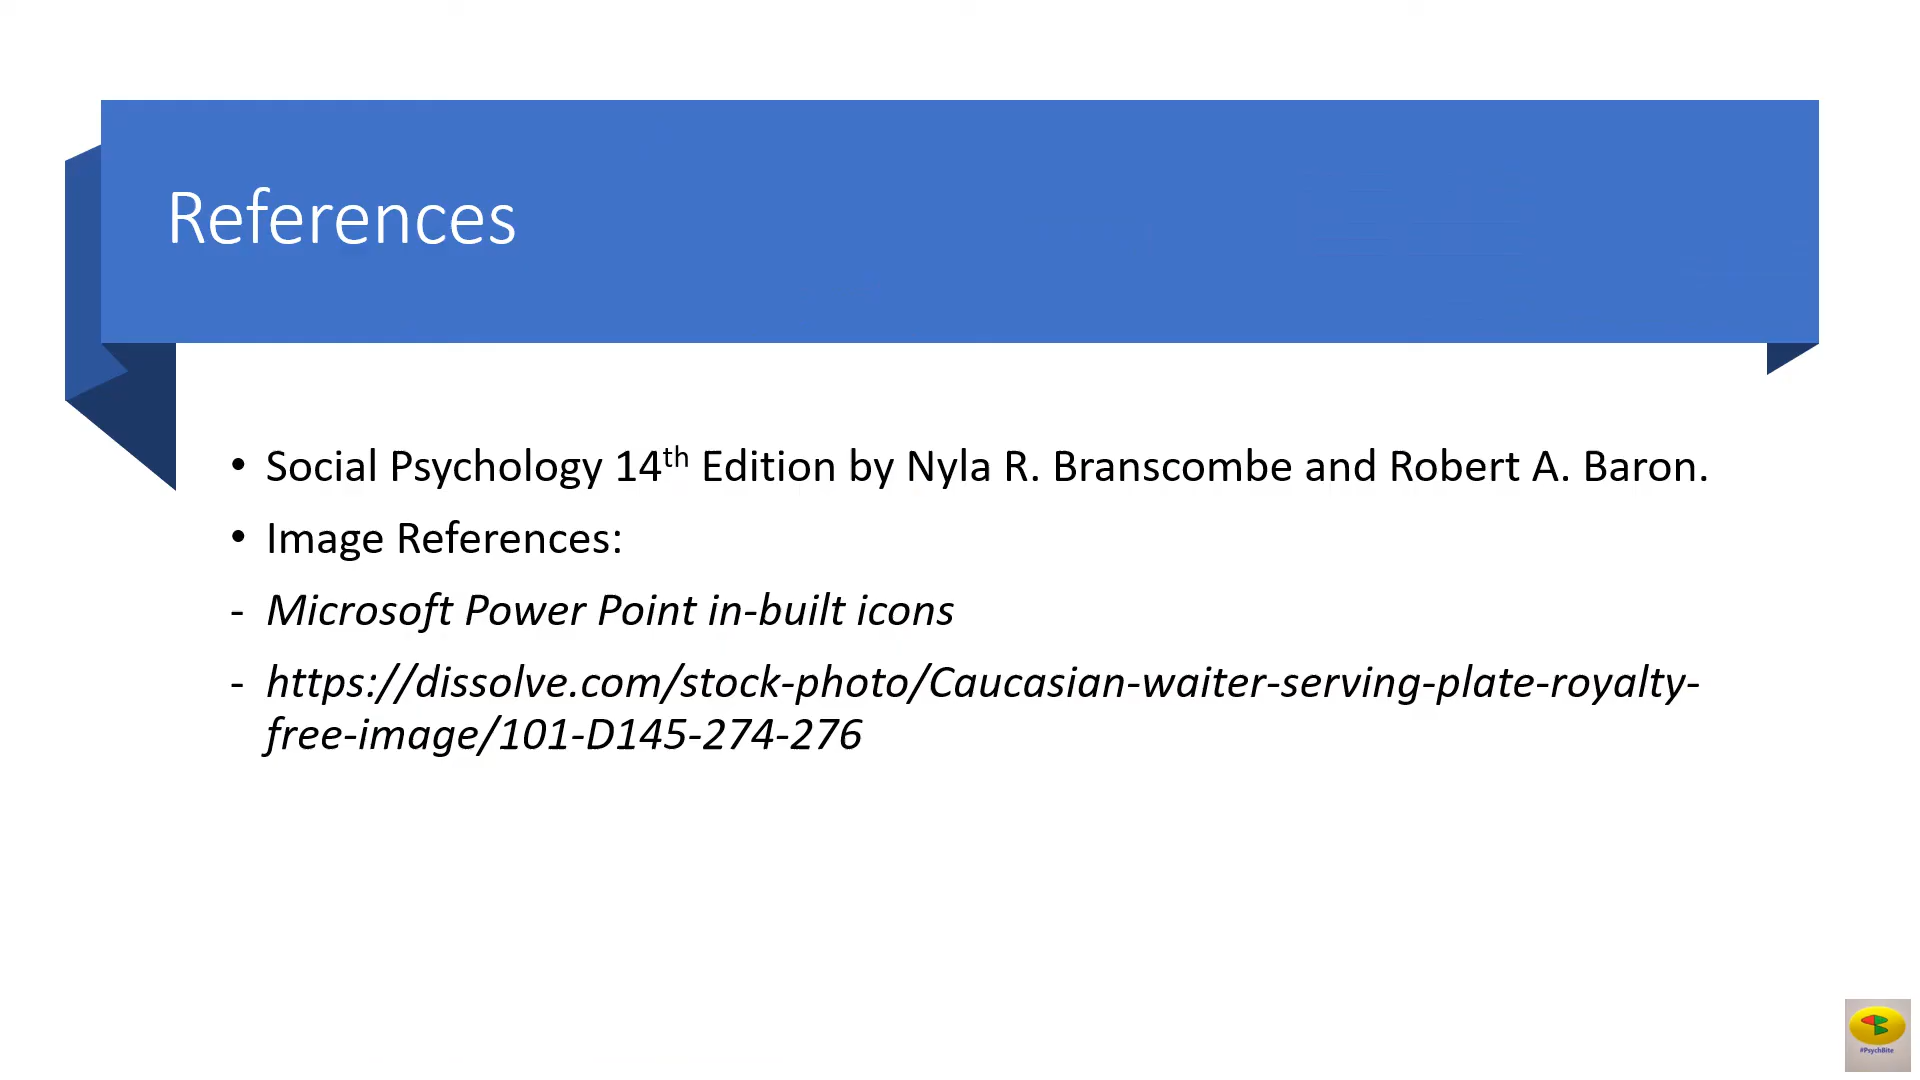 References
• Social Psychology 14th Edition by Nyla R. Branscombe and Robert A. Baron.
• Image References:
- Microsoft Power Point in-built icons
- https://dissolve.com/stock-photo/Caucasian-waiter-serving-plate-royalty-
free-image/101-D145-274-276
#PsychBite